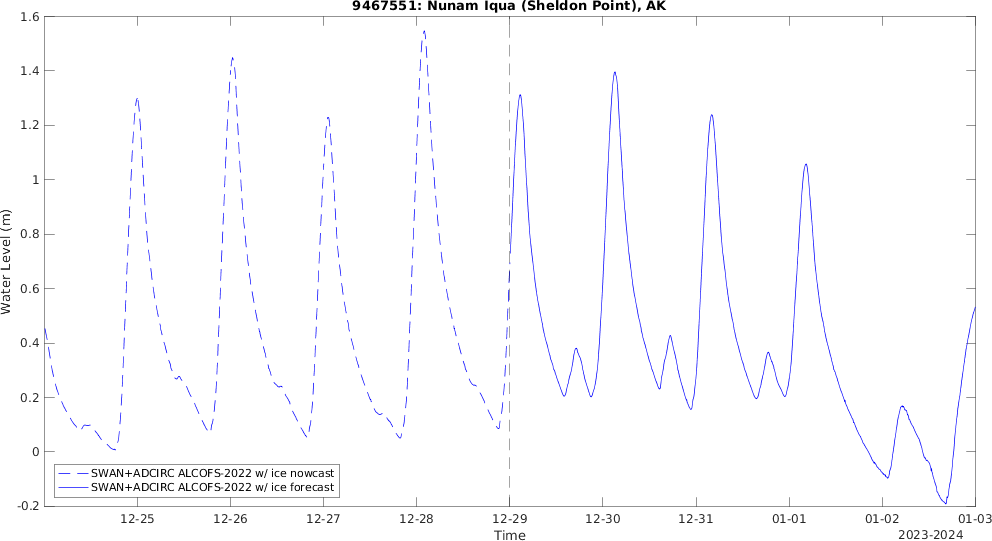 9467551: Nunam Iqua (Sheldon Point), AK
1.6
1.4
1.2
1
0.8
0.6
0.4
0.2
0
-0.2
Water Level (m)
SWAN+ADCIRC ALCOFS-2022 w/ ice nowcast
SWAN+ADCIRC ALCOFS-2022 w/ ice forecast
12-25 12-26 12-27 12-28 12-29 12-30 12-31 01-01 01-02 01-03
Time
2023-2024